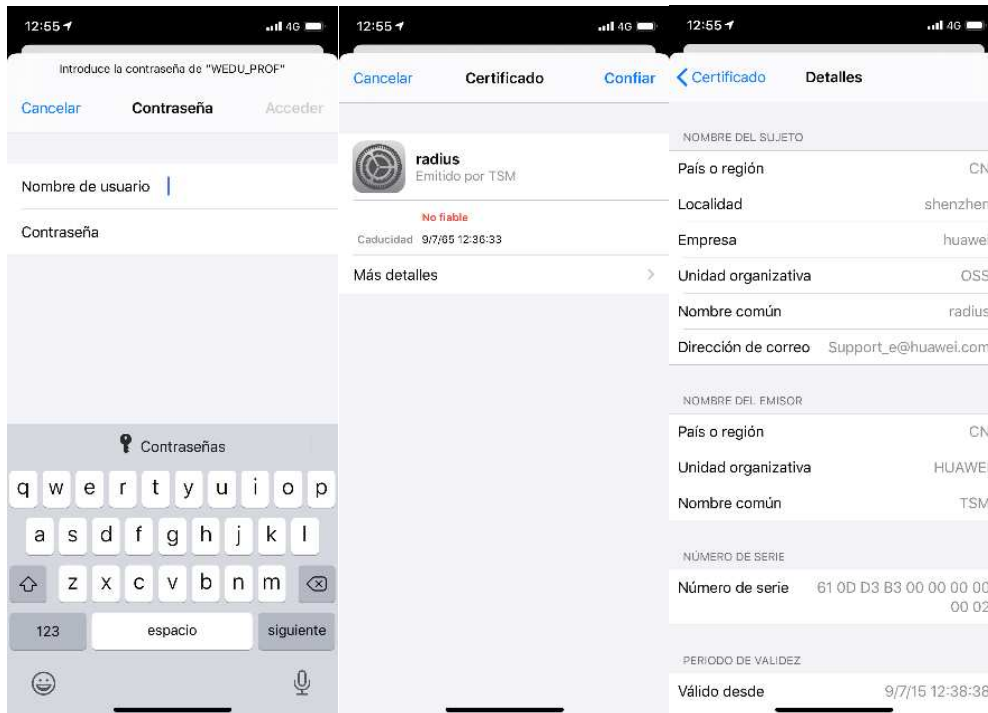 12:55
4G
Introduce la contraseña de "WEDU_PROF"
Cancelar Contraseña Acceder
Nombre de usuario
Contraseña
Contraseñas
q w e r t y u i o p
a s d f g h j k l
z x c v b n m
123 espacio siguiente
12:55
4G
Cancelar Certificado Confiar
radius
Emitido por TSM
No fiable
Caducidad 9/7/65 12:36:33
Más detalles
12:55
4G
Certificado Detalles
NOMBRE DEL SUJETO
País o región CN
Localidad shenzhen
Empresa huawei
Unidad organizativa OSS
Nombre común radius
Dirección de correo Support_e@huawei.com
NOMBRE DEL EMISOR
País o región CN
Unidad organizativa HUAWEI
Nombre común TSM
NÚMERO DE SERIE
Número de serie 61 0D D3 B3 00 00 00 00
00 02
PERIODO DE VALIDEZ
Válido desde 9/7/15 12:38:38